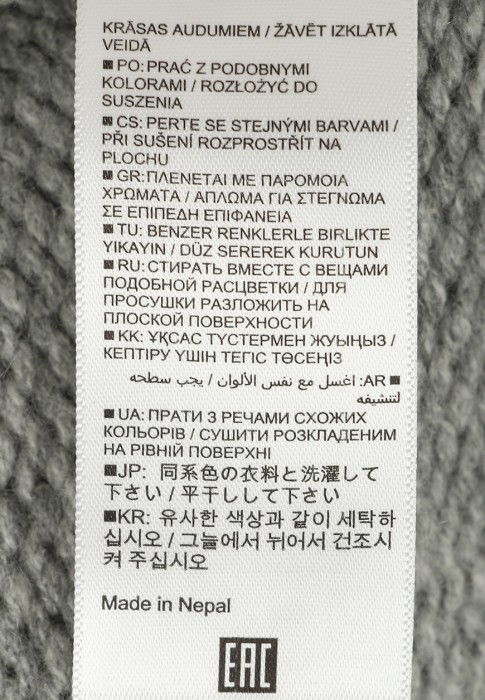 KRĀSAS AUDUMIEM / ŽĀVĒT IZKLĀTĀ
VEIDĀ
PO: PRAĆ Z PODOBNYMI
KOLORAMI / ROZŁOŻYĆ DO
SUSZENIA
CS: PERTE SE STEJNÝMI BARVAMI /
PŘI SUŠENÍ ROZPROSTŘÍT NA
PLOCHU
GR: ΠΛΕΝΕΤΑΙ ΜΕ ΠΑΡΟΜΟΙΑ
ΧΡΩΜΑΤΑ / ΑΠΛΩΜΑ ΓΙΑ ΣΤΕΓΝΩΜΑ
ΣΕ ΕΠΙΠΕΔΗ ΕΠΙΦΑΝΕΙΑ
TU: BENZER RENKLERLE BIRLIKTE
YIKAYIN / DÜZ SEREREK KURUTUN
RU: СТИРАТЬ ВМЕСТЕ С ВЕЩАМИ
ПОДОБНОЙ РАСЦВЕТКИ / ДЛЯ
ПРОСУШКИ РАЗЛОЖИТЬ НА
ПЛОСКОЙ ПОВЕРХНОСТИ
KK: ҰҚСАС ТҮСТЕРМЕН ЖУЫҢЫЗ /
КЕПТІРУ ҮШІН ТЕГІС ТӨСЕҢІЗ
AR: اغسل مع نفس الألوان / يجب سطحه
لتنشيفه
UA: ПРАТИ З РЕЧАМИ СХОЖИХ
КОЛЬОРІВ / СУШИТИ РОЗКЛАДЕНИМ
НА РІВНІЙ ПОВЕРХНІ
JP: 同系色の衣料と洗濯して
下さい / 平干しして下さい
KR: 유사한 색상과 같이 세탁하
십시오 / 그늘에서 뉘어서 건조시
켜 주십시오
Made in Nepal
EAC